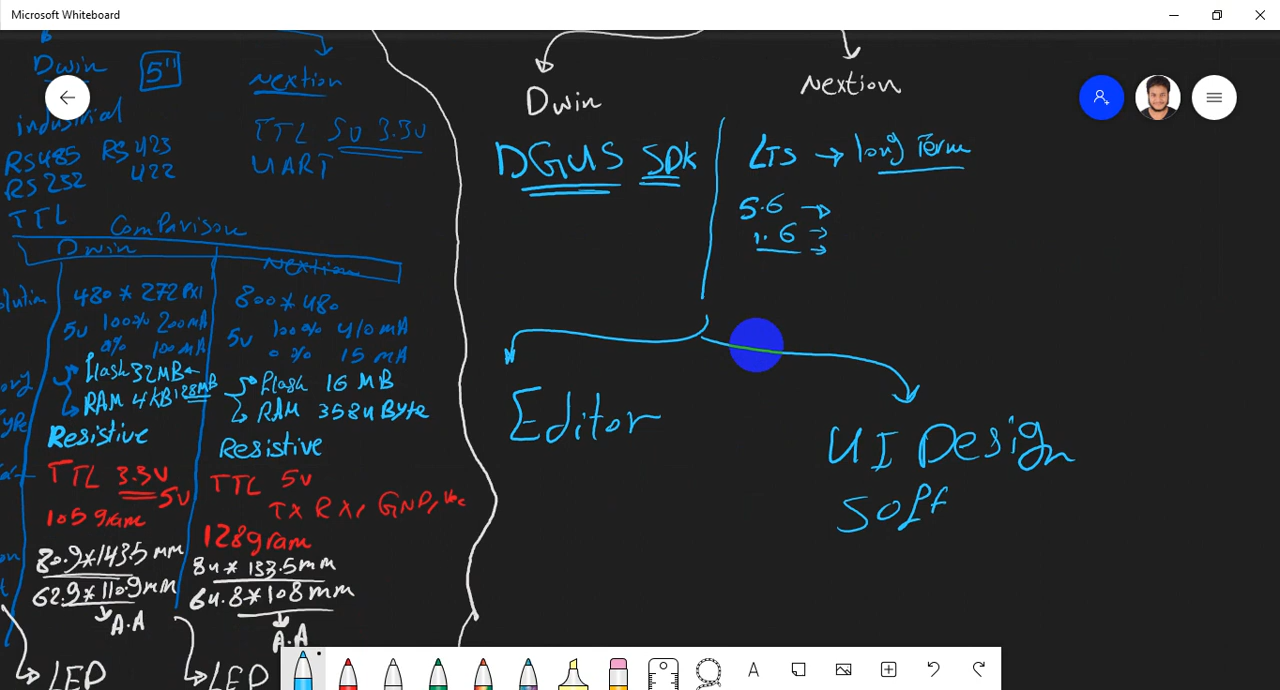 Microsoft Whiteboard
Dwin 5"
Nextion
industrial
RS485 RS423
RS232 422
TTL
TTL 5v 3.3v
UART
Comparison
Dwin Nextion
480*272 PXl 800*480
5v 100% 200mA 5v 100% 410mA
0% 100mA 0% 15 mA
flash 32MB flash 16 MB
RAM 4KB 128MB RAM 3584 Byte
Resistive Resistive
TTL 3.3v 5v TTL 5v
TX RX, GND, Vcc
105 gram 128 gram
80.9*143.5 mm 84*133.5 mm
62.9*110.9 mm 64.8*108 mm
A.A A.A
LED LED
Dwin Nextion
DGUS SDK LTS → long Term
5.6 →
1.6 →
Editor UI Design
Soft
A